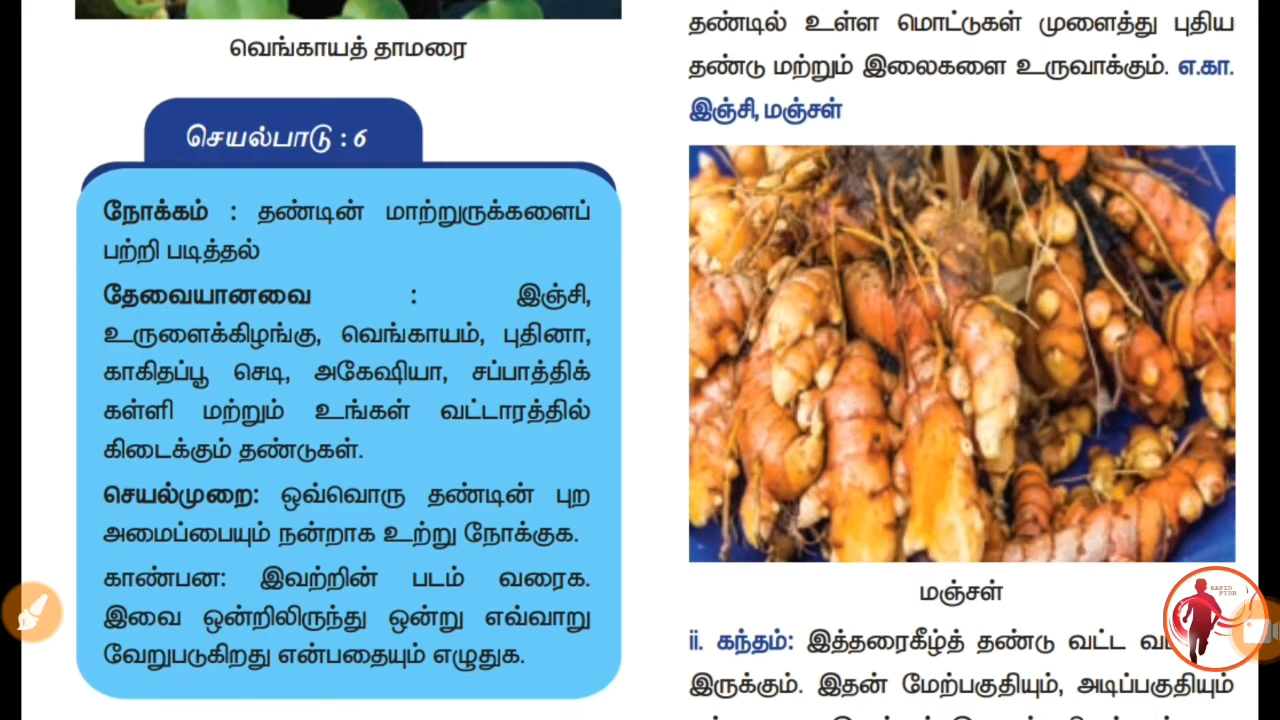 வெங்காயத் தாமரை
செயல்பாடு : 6
நோக்கம் : தண்டின் மாற்றுருக்களைப்
பற்றி படித்தல்
தேவையானவை : இஞ்சி,
உருளைக்கிழங்கு, வெங்காயம், புதினா,
காகிதப்பூ செடி, அகேஷியா, சப்பாத்திக்
கள்ளி மற்றும் உங்கள் வட்டாரத்தில்
கிடைக்கும் தண்டுகள்.
செயல்முறை: ஒவ்வொரு தண்டின் புற
அமைப்பையும் நன்றாக உற்று நோக்குக.
காண்பன: இவற்றின் படம் வரைக.
இவை ஒன்றிலிருந்து ஒன்று எவ்வாறு
வேறுபடுகிறது என்பதையும் எழுதுக.
தண்டில் உள்ள மொட்டுகள் முளைத்து புதிய
தண்டு மற்றும் இலைகளை உருவாக்கும். எ.கா.
இஞ்சி, மஞ்சள்
மஞ்சள்
ii. கந்தம்: இத்தரைகீழ்த் தண்டு வட்ட
இருக்கும். இதன் மேற்பகுதியும், அடிப்பகுதியும்
RAPID
FIRE